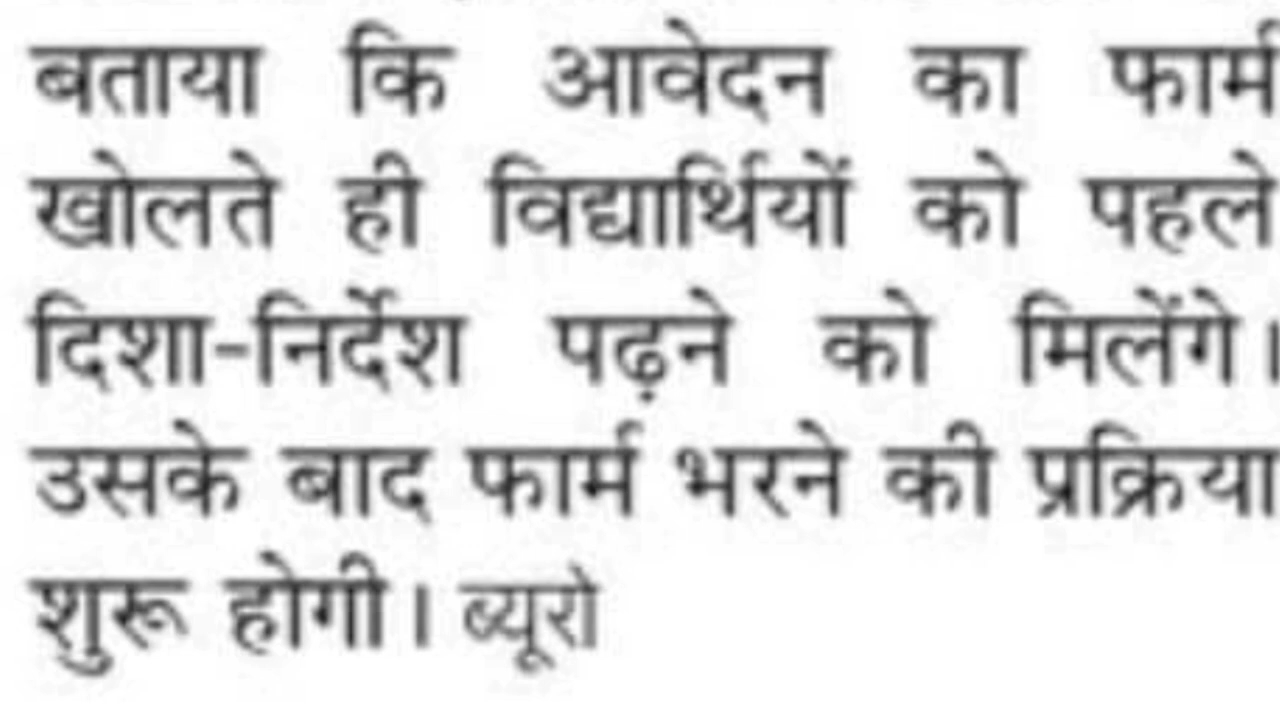 बताया कि आवेदन का फार्म
खोलते ही विद्यार्थियों को पहले
दिशा-निर्देश पढ़ने को मिलेंगे।
उसके बाद फार्म भरने की प्रक्रिया
शुरू होगी। ब्यूरो